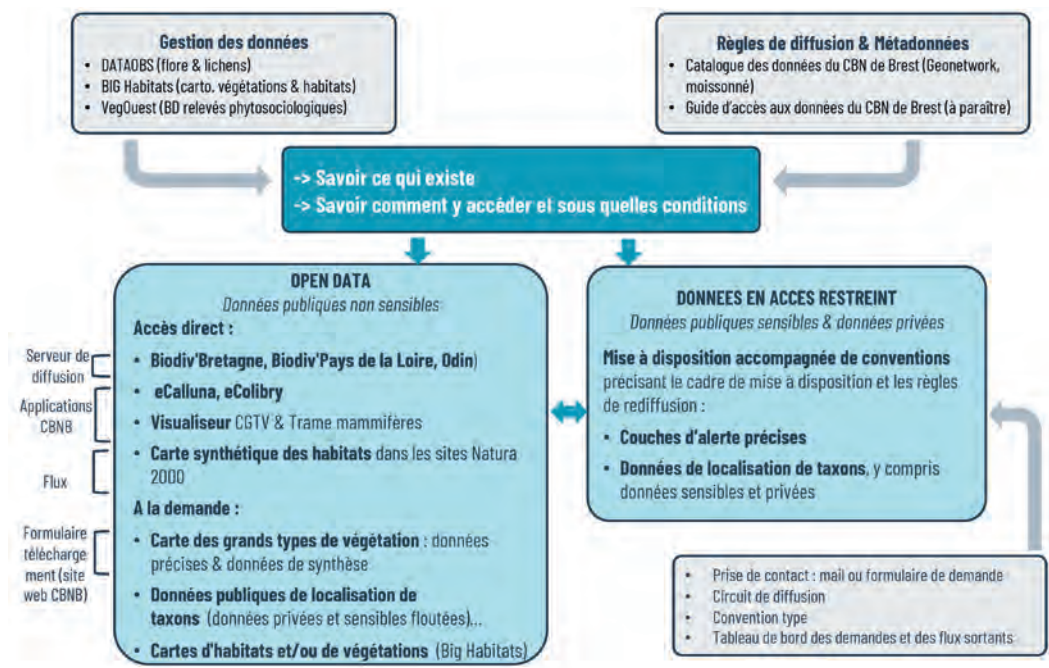 Gestion des données
• DATAOBS (flore & lichens)
• BIG Habitats (carto. végétations & habitats)
• VegOuest (BD relevés phytosociologiques)
Règles de diffusion & Métadonnées
• Catalogue des données du CBN de Brest (Geonetwork,
moissonné)
• Guide d'accès aux données du CBN de Brest (à paraître)
-> Savoir ce qui existe
-> Savoir comment y accéder et sous quelles conditions
OPEN DATA
Données publiques non sensibles
Accès direct :
• Biodiv'Bretagne, Biodiv'Pays de la Loire, Odin)
• eCalluna, eColibry
• Visualiseur CGTV & Trame mammifères
• Carte synthétique des habitats dans les sites Natura
2000
A la demande :
• Carte des grands types de végétation : données
précises & données de synthèse
• Données publiques de localisation de
taxons (données privées et sensibles floutées)...
• Cartes d'habitats et/ou de végétations (Big Habitats)
Serveur de
diffusion
Applications
CBNB
Flux
Formulaire
télécharge
ment (site
web CBNB)
DONNEES EN ACCES RESTREINT
Données publiques sensibles & données privées
Mise à disposition accompagnée de conventions
précisant le cadre de mise à disposition et les règles
de rediffusion :
• Couches d'alerte précises
• Données de localisation de taxons, y compris
données sensibles et privées
• Prise de contact : mail ou formulaire de demande
• Circuit de diffusion
• Convention type
• Tableau de bord des demandes et des flux sortants